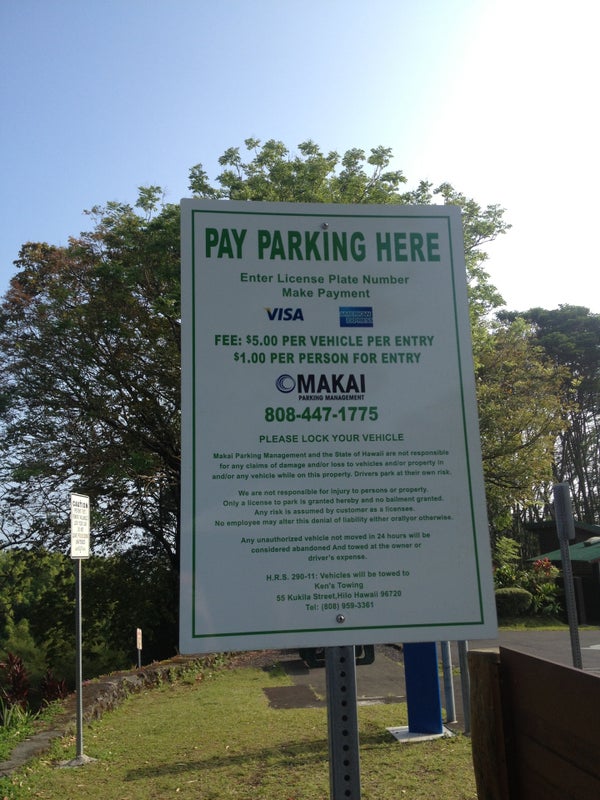 PAY PARKING HERE
Enter License Plate Number
Make Payment
VISA AMERICAN EXPRESS
FEE: $5.00 PER VEHICLE PER ENTRY
$1.00 PER PERSON FOR ENTRY
MAKAI
PARKING MANAGEMENT
808-447-1775
PLEASE LOCK YOUR VEHICLE
Makai Parking Management and the State of Hawaii are not responsible
for any claims of damage and/or loss to vehicles and/or property in
and/or any vehicle while on this property. Drivers park at their own risk.
We are not responsible for injury to persons or property.
Only a license to park is granted hereby and no bailment granted.
Any risk is assumed by customer as a licensee.
No employee may alter this denial of liability either orallyor otherwise.
Any unauthorized vehicle not moved in 24 hours will be
considered abandoned And towed at the owner or
driver's expense.
H.R.S. 290-11: Vehicles will be towed to
Ken's Towing
55 Kukila Street,Hilo Hawaii 96720
Tel: (808) 959-3361
CAUTION